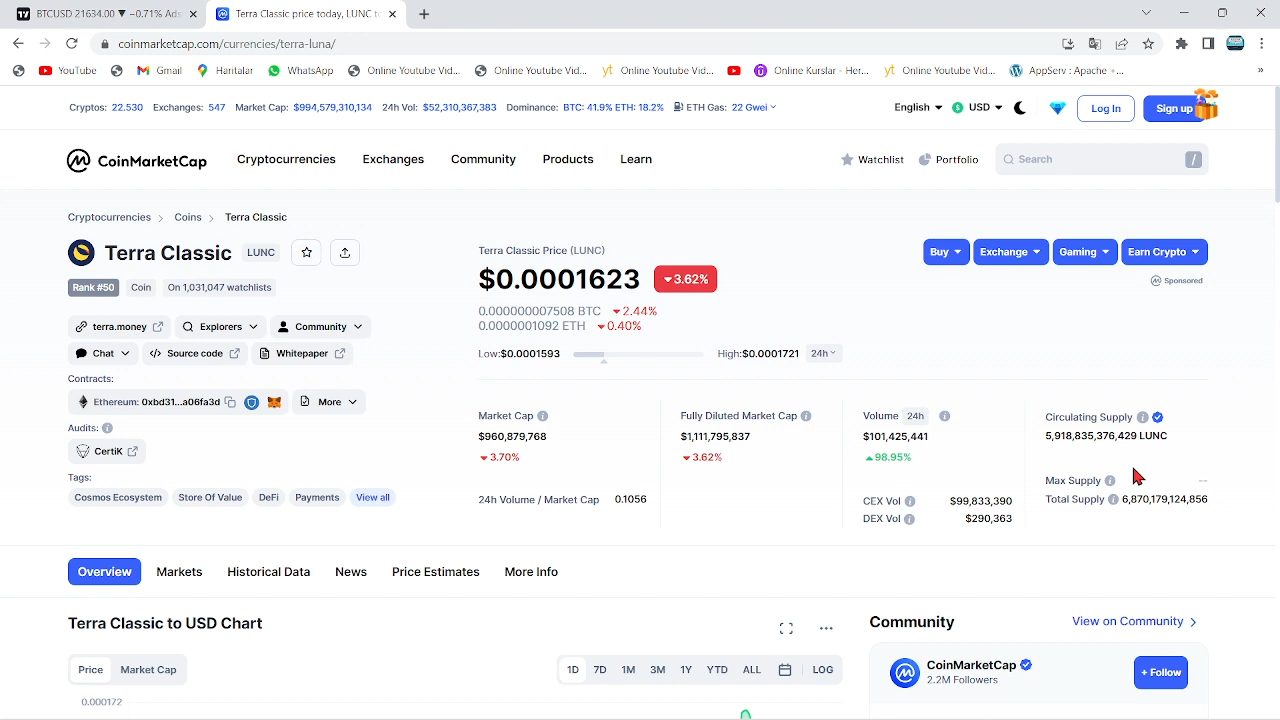 BTCUSD 21634.00 ▼ −0.71% Ads
Terra Classic price today, LUNC to
coinmarketcap.com/currencies/terra-luna/
YouTube
Gmail
Haritalar
WhatsApp
Online Youtube Vid...
Online Youtube Vid...
Online Youtube Vid...
Online Kurslar - Her...
Online Youtube Vid...
AppServ : Apache +...
Cryptos: 22.530 Exchanges: 547 Market Cap: $994,579,310,134 24h Vol: $52,310,367,383 Dominance: BTC: 41.9% ETH: 18.2% ETH Gas: 22 Gwei
English USD Log In Sign up
CoinMarketCap Cryptocurrencies Exchanges Community Products Learn
Watchlist Portfolio Search /
Cryptocurrencies > Coins > Terra Classic
Terra Classic LUNC
Rank #50 Coin On 1,031,047 watchlists
terra.money Explorers Community
Chat Source code Whitepaper
Contracts:
Ethereum: 0xbd31...a06fa3d More
Audits:
CertiK
Tags:
Cosmos Ecosystem Store Of Value DeFi Payments View all
Terra Classic Price (LUNC)
$0.0001623 3.62%
0.000000007508 BTC 2.44%
0.0000001092 ETH 0.40%
Low:$0.0001593 High:$0.0001721 24h
Buy Exchange Gaming Earn Crypto
Sponsored
Market Cap
$960,879,768
3.70%
24h Volume / Market Cap 0.1056
Fully Diluted Market Cap
$1,111,795,837
3.62%
Volume 24h
$101,425,441
98.95%
CEX Vol $99,833,390
DEX Vol $290,363
Circulating Supply
5,918,835,376,429 LUNC
Max Supply --
Total Supply 6,870,179,124,856
Overview Markets Historical Data News Price Estimates More Info
Terra Classic to USD Chart
Price Market Cap
1D 7D 1M 3M 1Y YTD ALL LOG
0.000172
Community View on Community >
CoinMarketCap
2.2M Followers
+ Follow